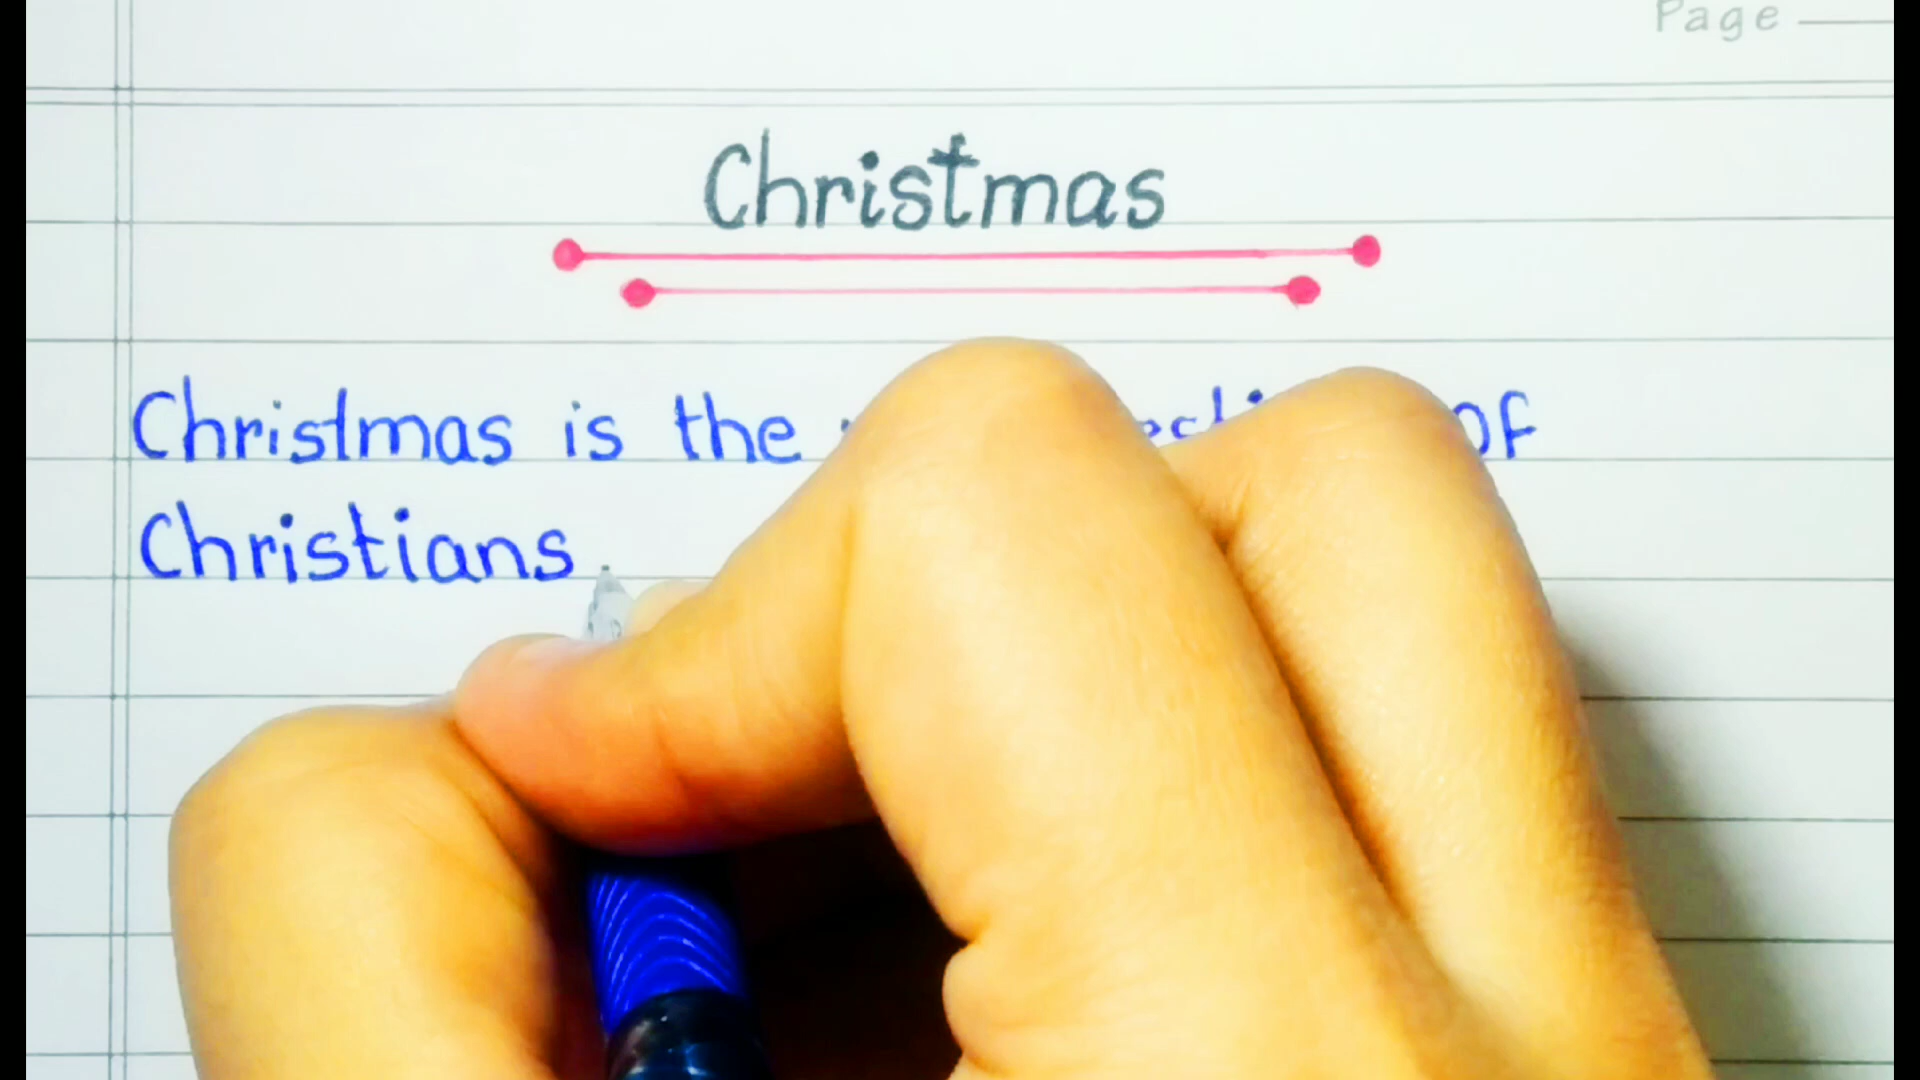 Page
Christmas
Christmas is the of
Christians